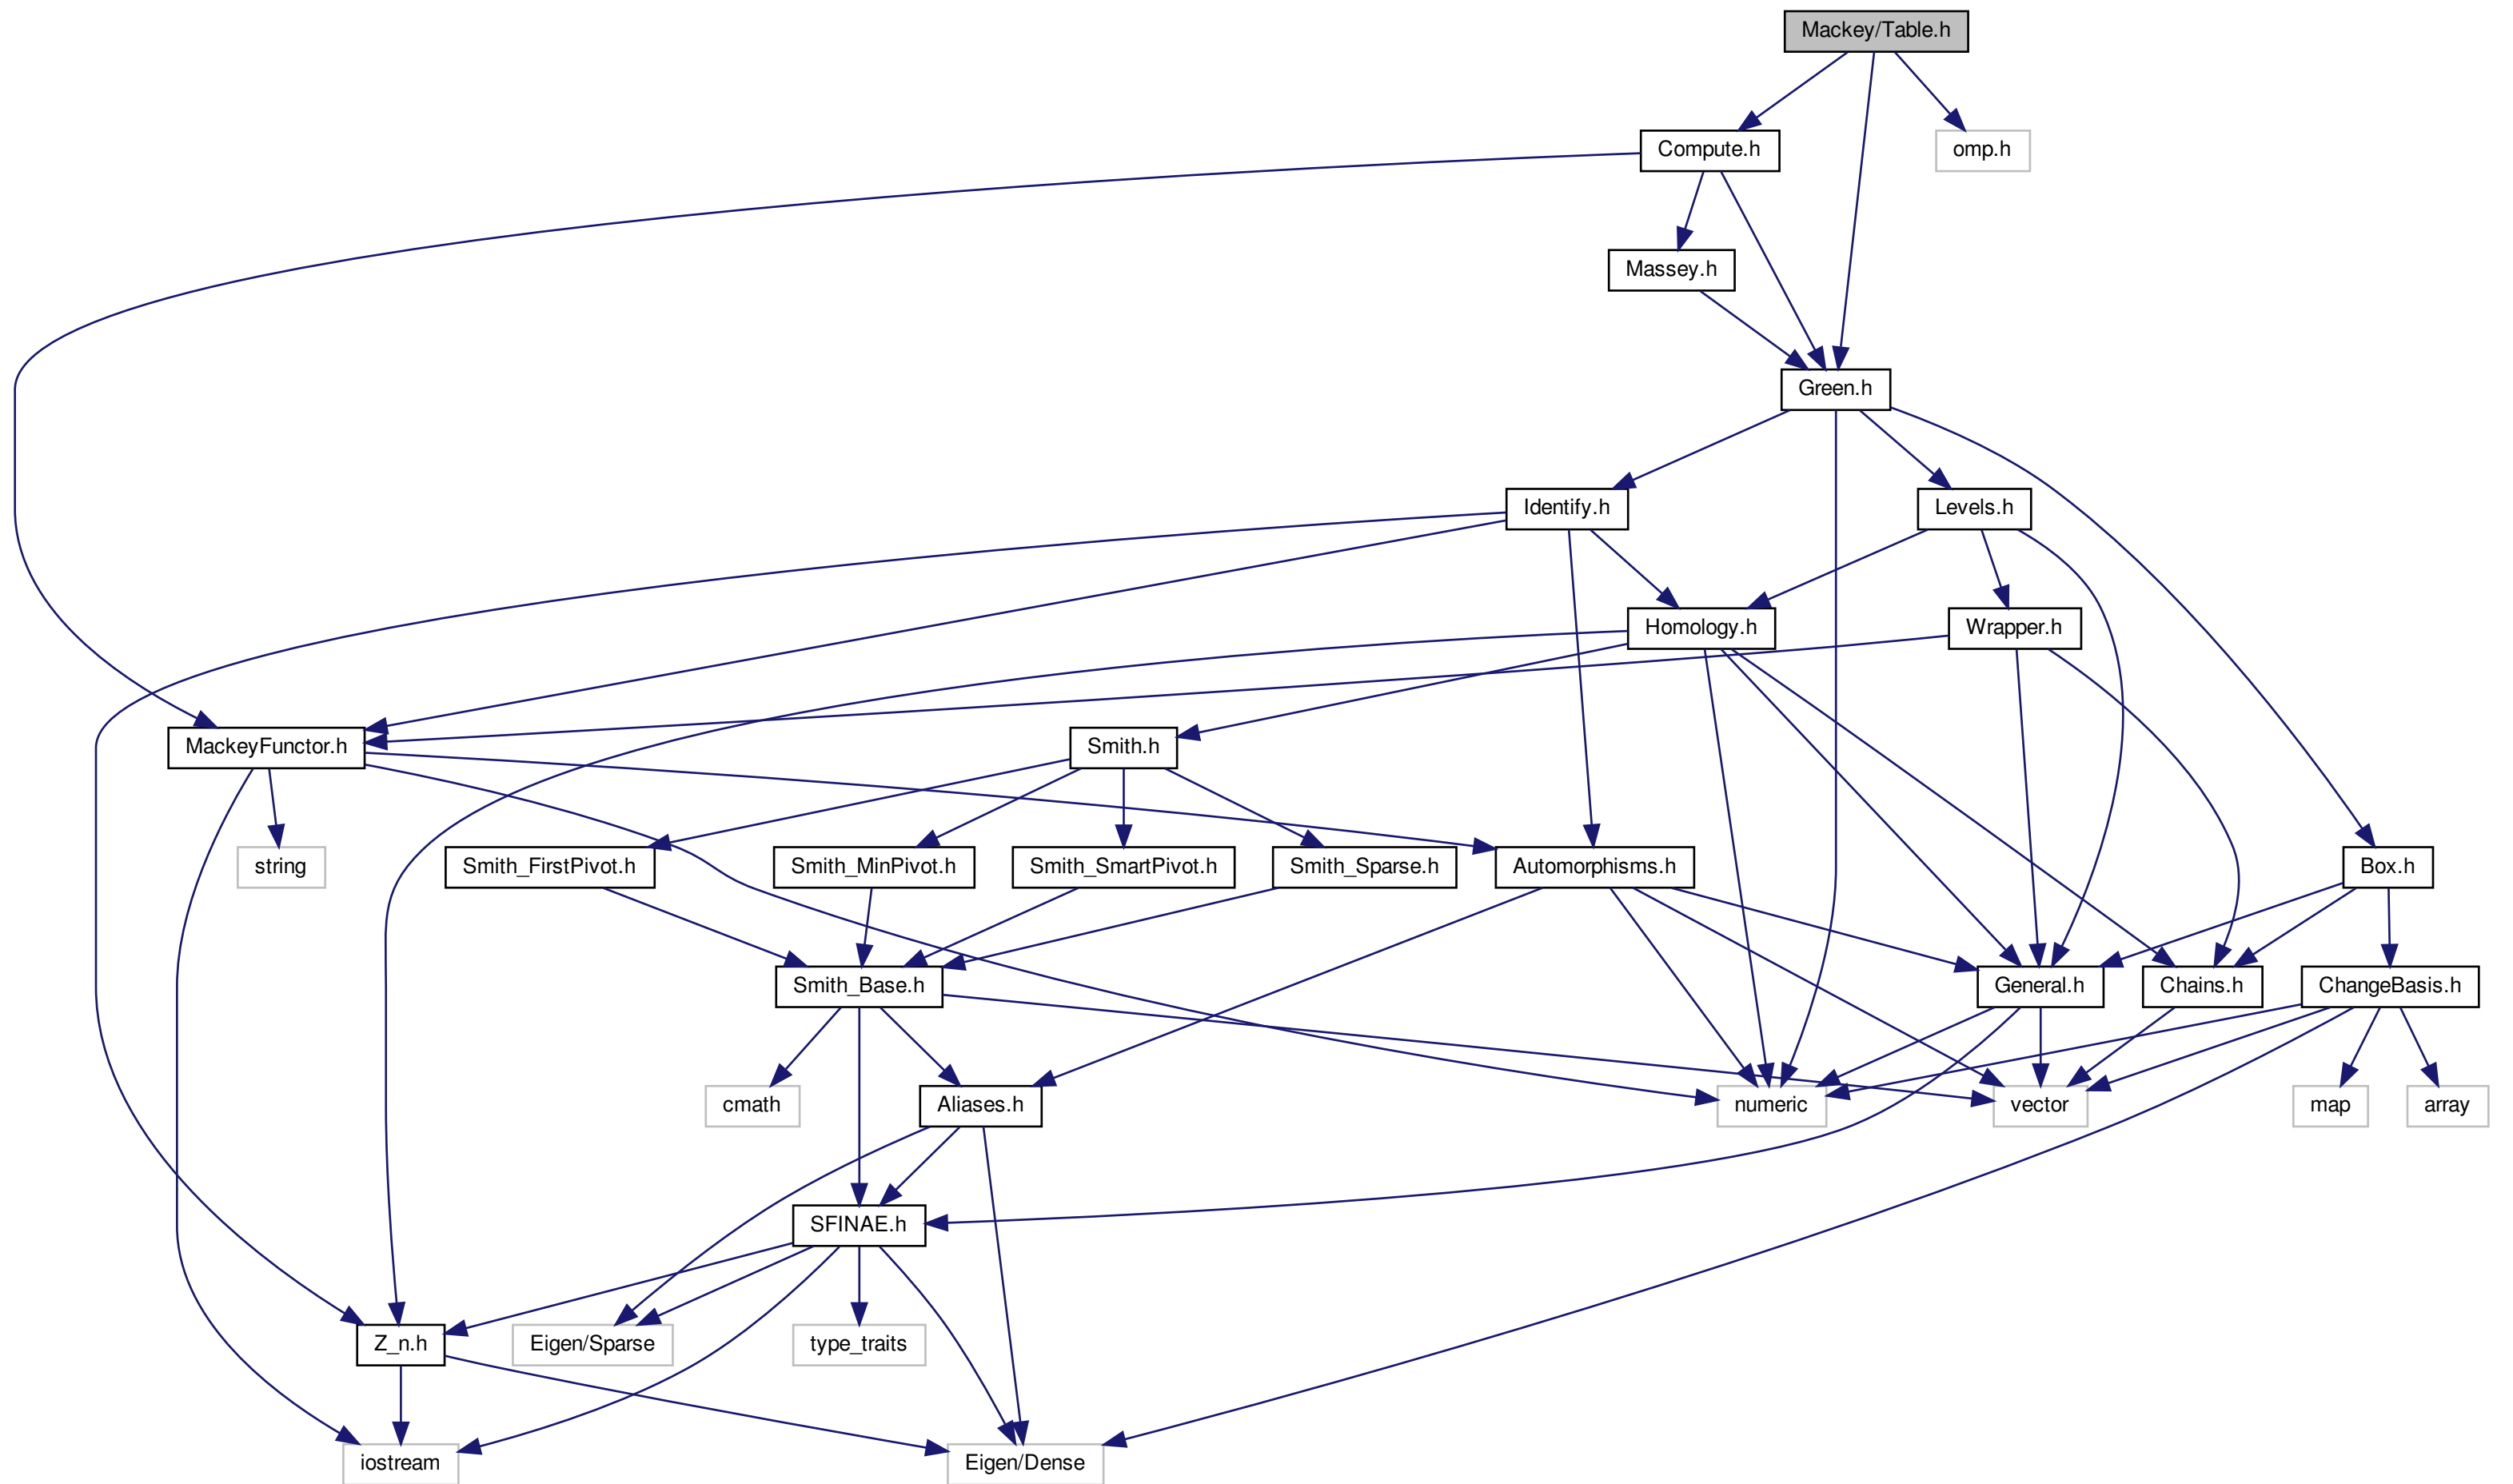 Mackey/Table.h
Compute.h
omp.h
Massey.h
Green.h
Identify.h
Levels.h
Homology.h
Wrapper.h
MackeyFunctor.h
Smith.h
string
Smith_FirstPivot.h
Smith_MinPivot.h
Smith_SmartPivot.h
Smith_Sparse.h
Automorphisms.h
Box.h
Smith_Base.h
General.h
Chains.h
ChangeBasis.h
cmath
Aliases.h
numeric
vector
map
array
SFINAE.h
Z_n.h
Eigen/Sparse
type_traits
iostream
Eigen/Dense